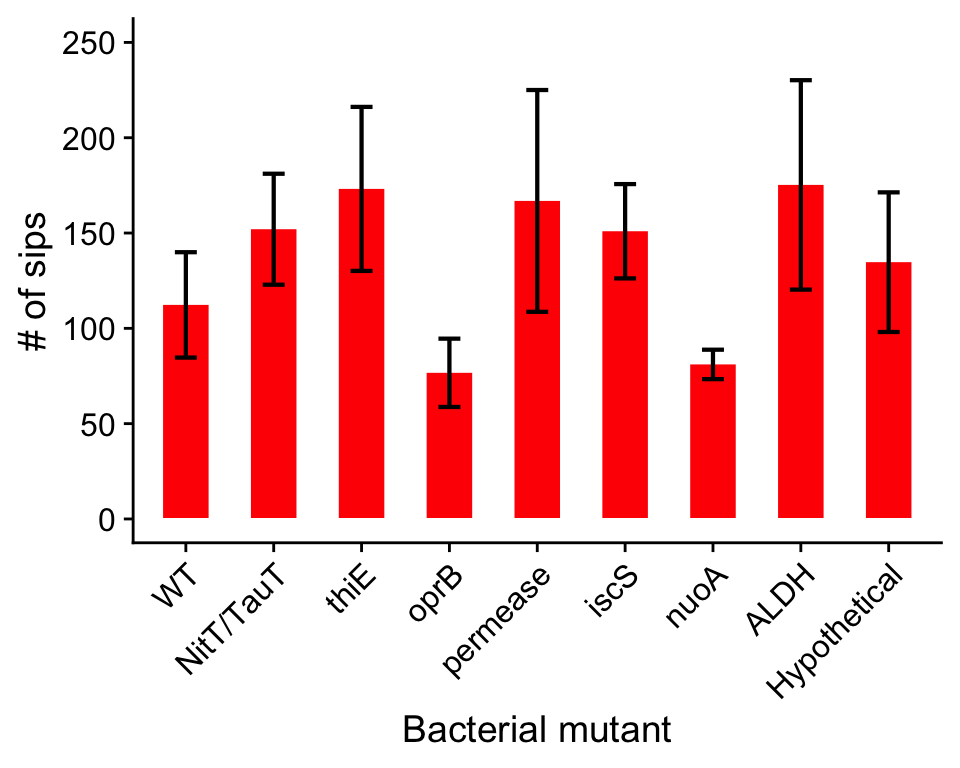 250
200
150
100
50
0
# of sips
WT
NitT/TauT
thiE
oprB
permease
iscS
nuoA
ALDH
Hypothetical
Bacterial mutant